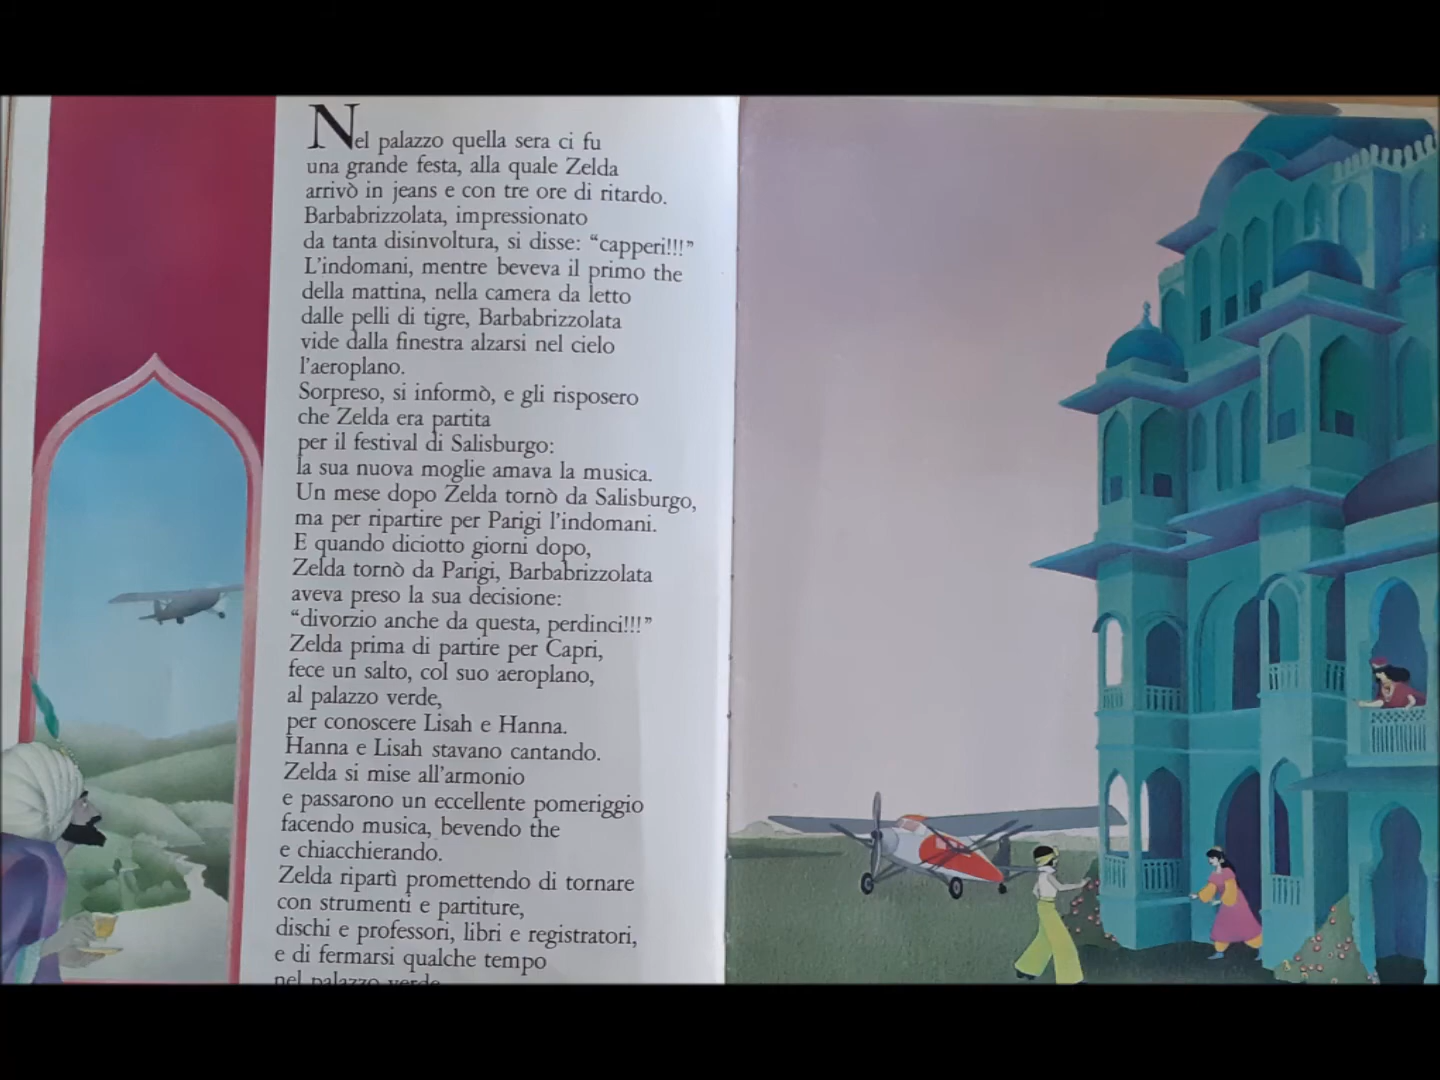 Nel palazzo quella sera ci fu
una grande festa, alla quale Zelda
arrivò in jeans e con tre ore di ritardo.
Barbabrizzolata, impressionato
da tanta disinvoltura, si disse: “capperi!!!”
L'indomani, mentre beveva il primo the
della mattina, nella camera da letto
dalle pelli di tigre, Barbabrizzolata
vide dalla finestra alzarsi nel cielo
l'aeroplano.
Sorpreso, si informò, e gli risposero
che Zelda era partita
per il festival di Salisburgo:
la sua nuova moglie amava la musica.
Un mese dopo Zelda tornò da Salisburgo,
ma per ripartire per Parigi l'indomani.
E quando diciotto giorni dopo,
Zelda tornò da Parigi, Barbabrizzolata
aveva preso la sua decisione:
“divorzio anche da questa, perdinci!!!”
Zelda prima di partire per Capri,
fece un salto, col suo aeroplano,
al palazzo verde,
per conoscere Lisah e Hanna.
Hanna e Lisah stavano cantando.
Zelda si mise all'armonio
e passarono un eccellente pomeriggio
facendo musica, bevendo the
e chiacchierando.
Zelda ripartì promettendo di tornare
con strumenti e partiture,
dischi e professori, libri e registratori,
e di fermarsi qualche tempo
nel palazzo verde.